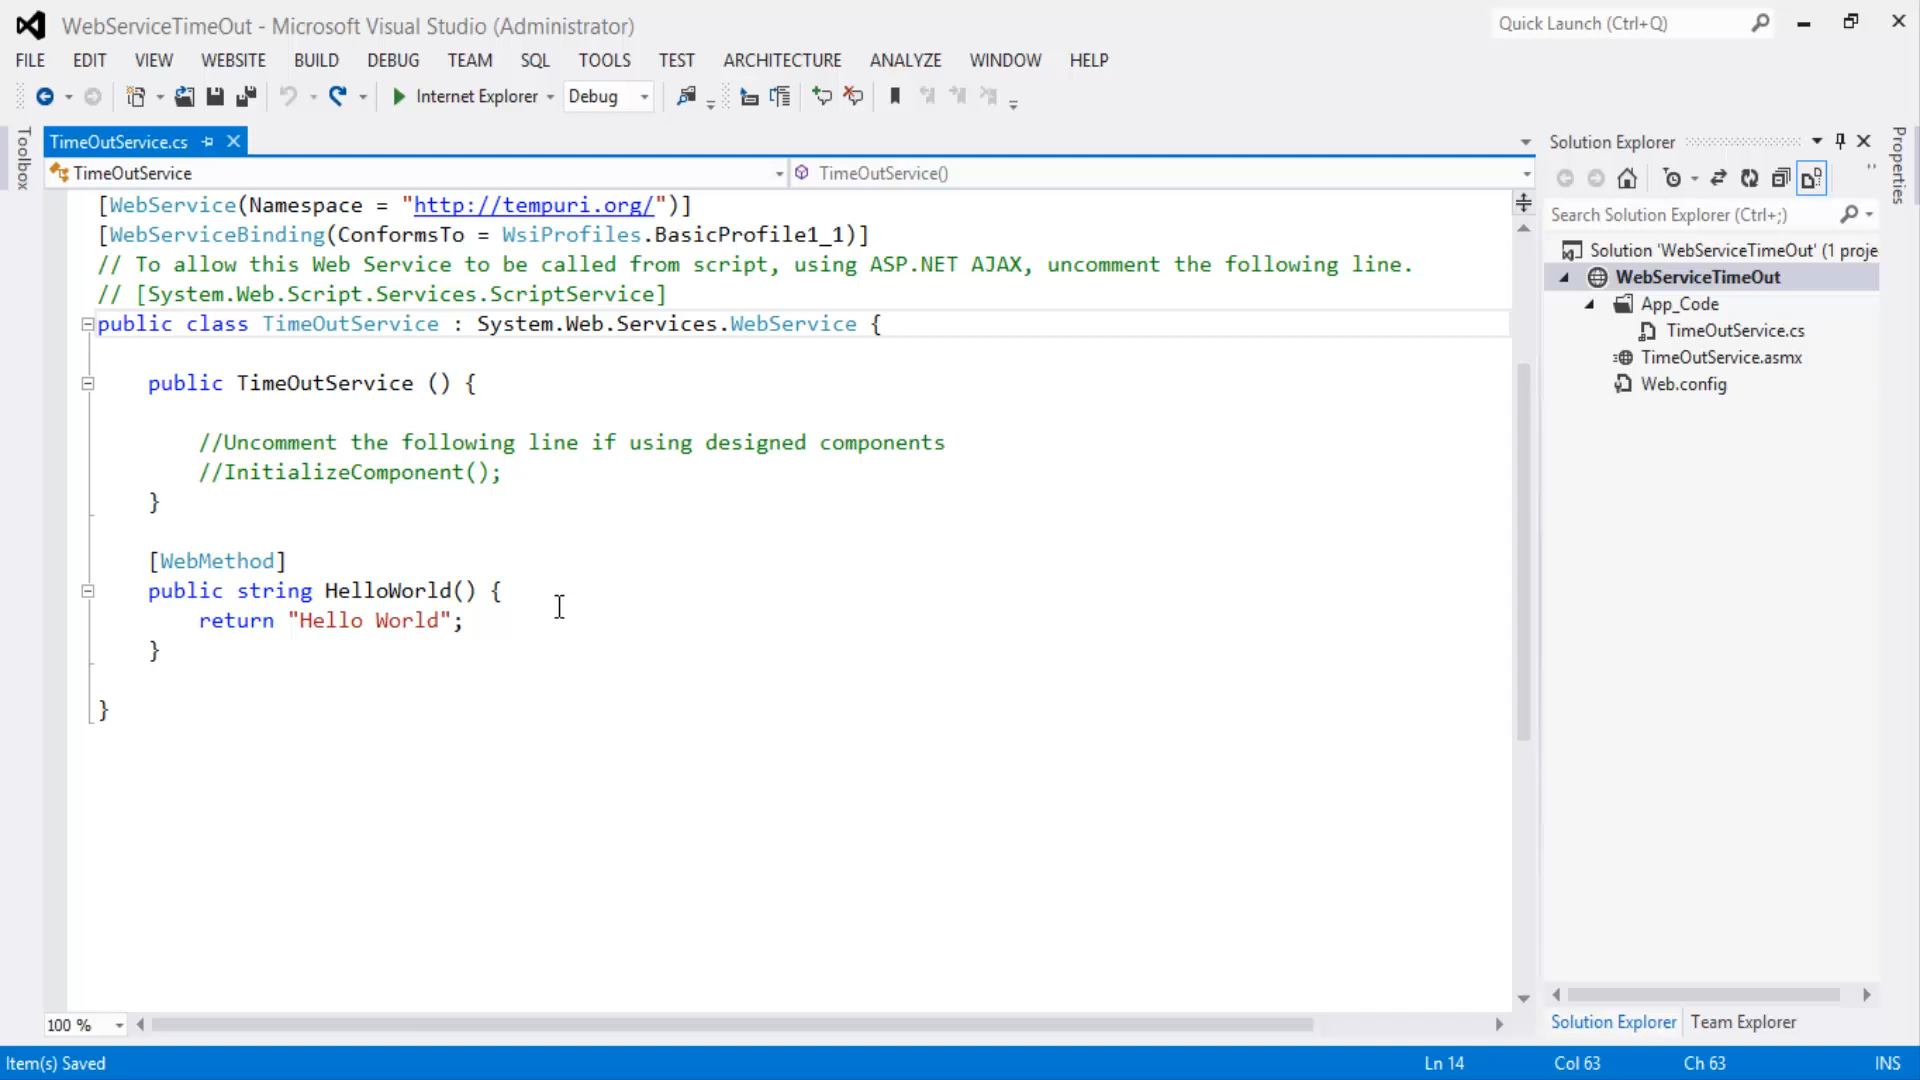 WebServiceTimeOut - Microsoft Visual Studio (Administrator)
Quick Launch (Ctrl+Q)
FILE EDIT VIEW WEBSITE BUILD DEBUG TEAM SQL TOOLS TEST ARCHITECTURE ANALYZE WINDOW HELP
Internet Explorer Debug
Toolbox
TimeOutService.cs
TimeOutService
TimeOutService()
[WebService(Namespace = "http://tempuri.org/")]
[WebServiceBinding(ConformsTo = WsiProfiles.BasicProfile1_1)]
// To allow this Web Service to be called from script, using ASP.NET AJAX, uncomment the following line.
// [System.Web.Script.Services.ScriptService]
public class TimeOutService : System.Web.Services.WebService {
public TimeOutService () {
//Uncomment the following line if using designed components
//InitializeComponent();
}
[WebMethod]
public string HelloWorld() {
return "Hello World";
}
}
100 %
Solution Explorer
Properties
Search Solution Explorer (Ctrl+;)
Solution 'WebServiceTimeOut' (1 proje
WebServiceTimeOut
App_Code
TimeOutService.cs
TimeOutService.asmx
Web.config
Solution Explorer Team Explorer
Item(s) Saved
Ln 14 Col 63 Ch 63 INS